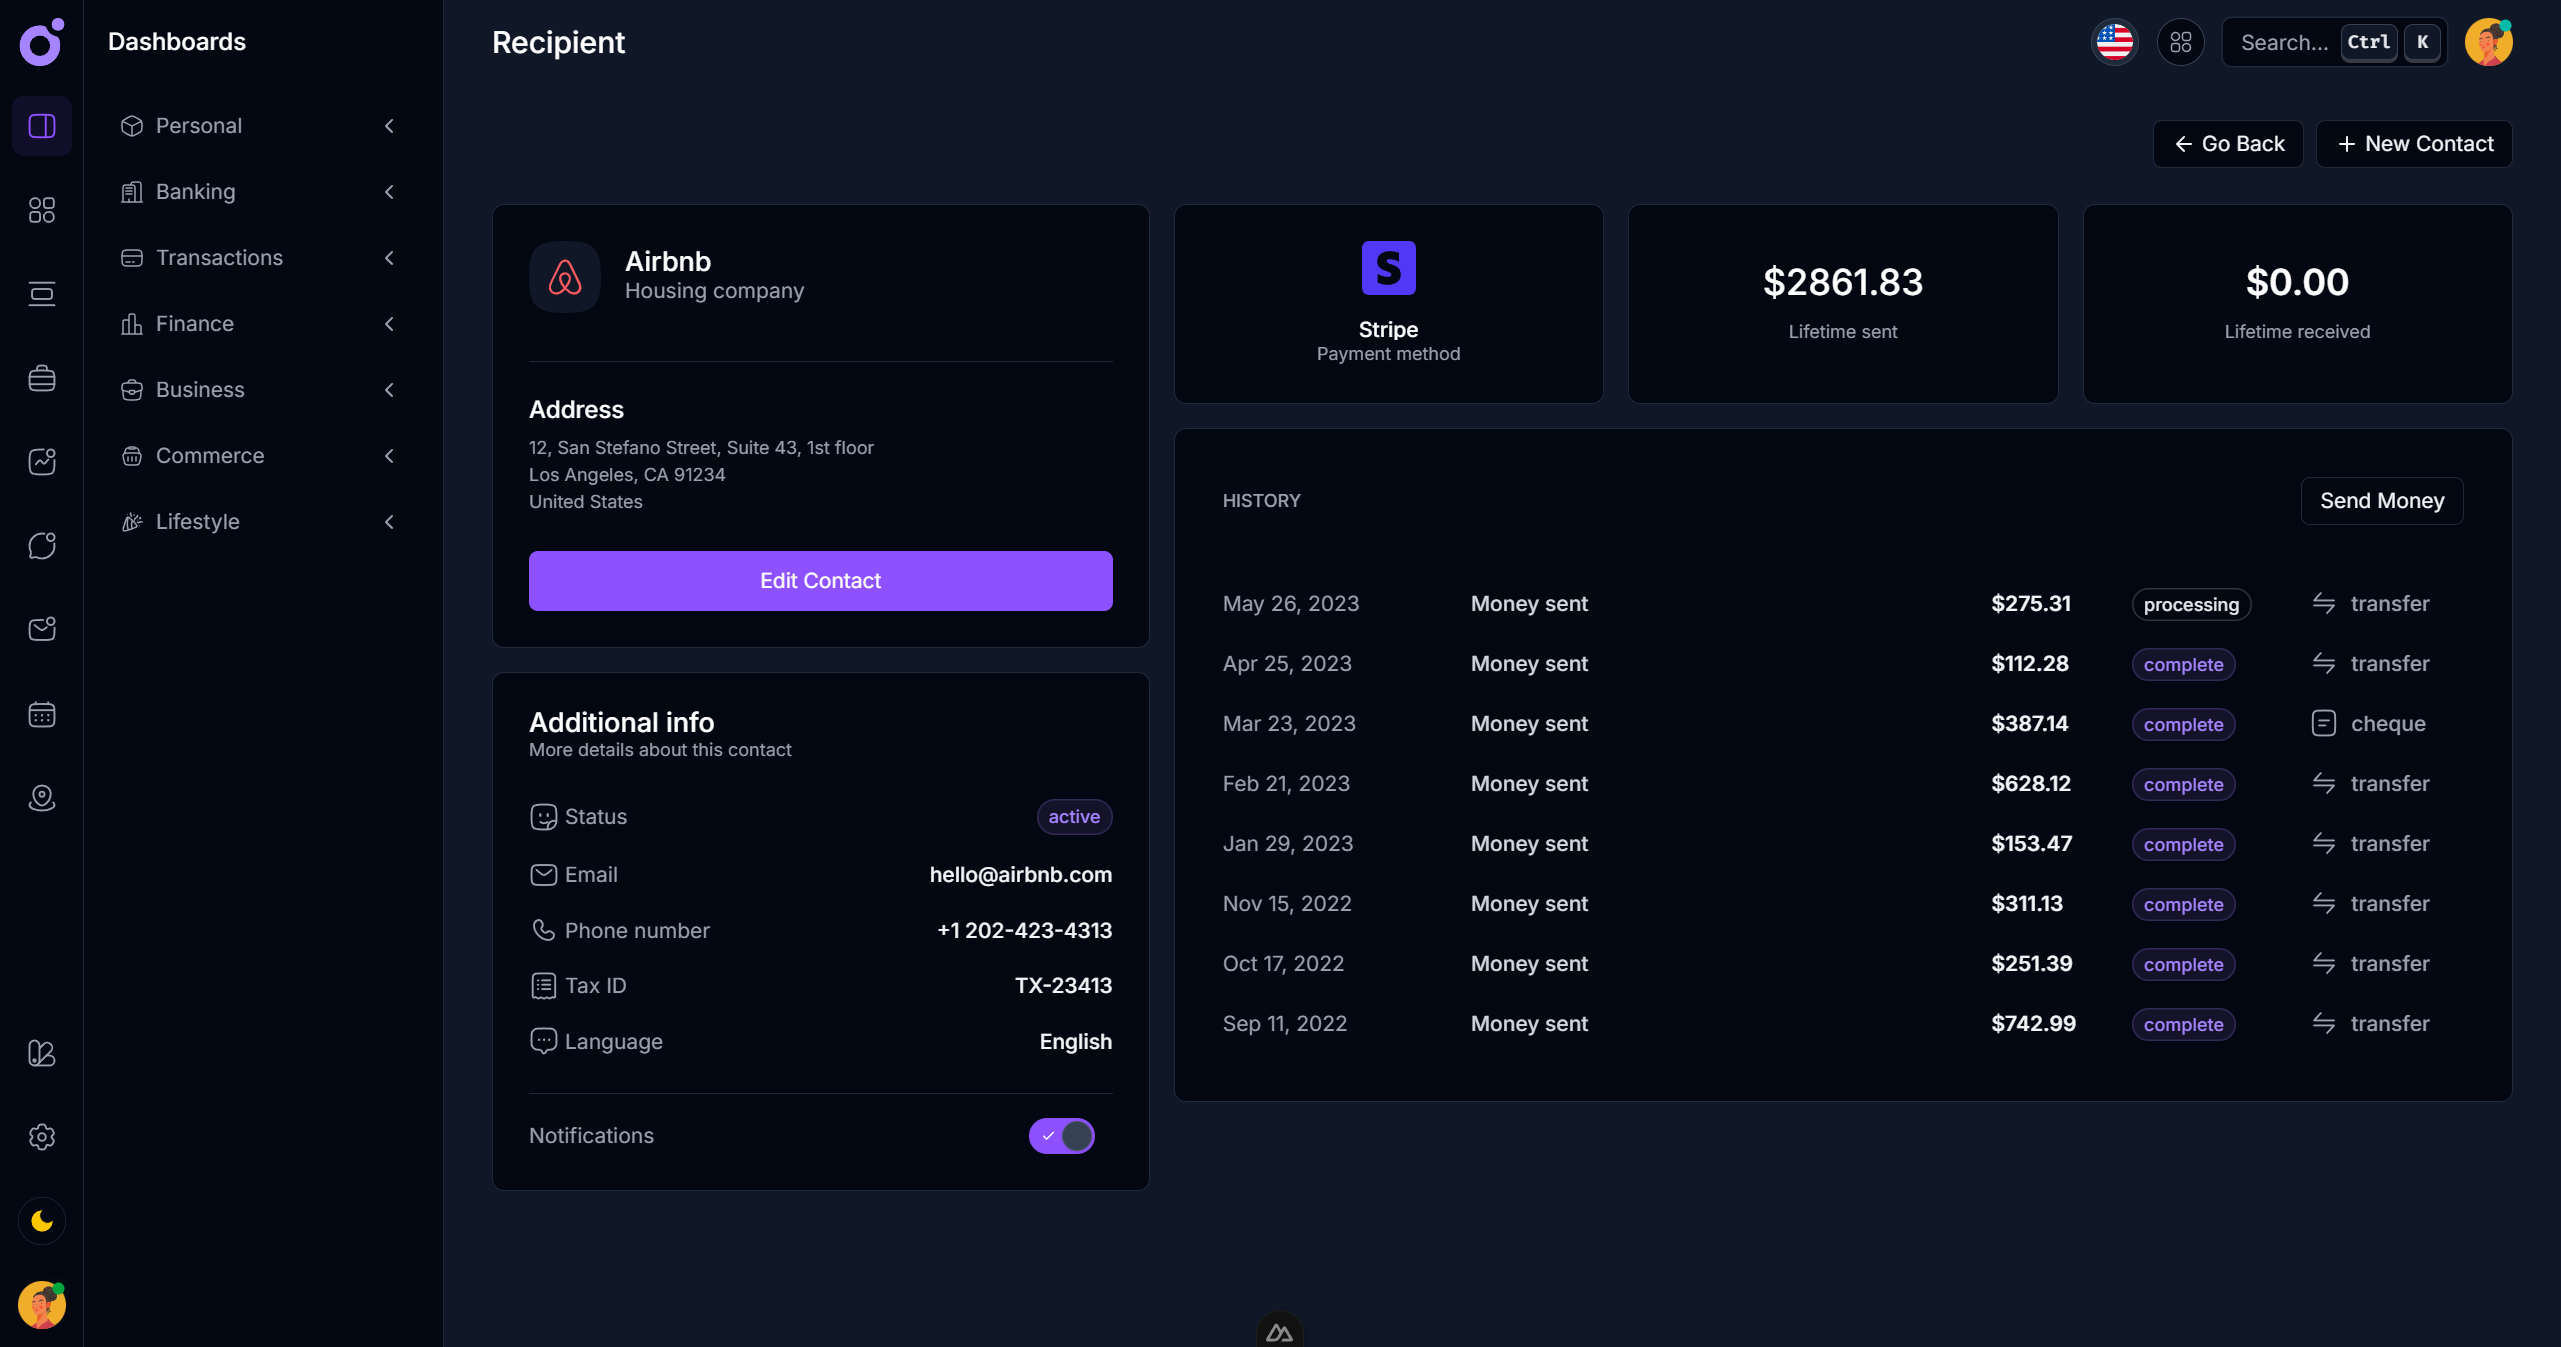 Dashboards
Personal
Banking
Transactions
Finance
Business
Commerce
Lifestyle
Recipient
Search... Ctrl K
Go Back
New Contact
Airbnb
Housing company
Address
12, San Stefano Street, Suite 43, 1st floor
Los Angeles, CA 91234
United States
Edit Contact
Additional info
More details about this contact
Status active
Email hello@airbnb.com
Phone number +1 202-423-4313
Tax ID TX-23413
Language English
Notifications
S
Stripe
Payment method
$2861.83
Lifetime sent
$0.00
Lifetime received
HISTORY
Send Money
May 26, 2023 Money sent $275.31 processing transfer
Apr 25, 2023 Money sent $112.28 complete transfer
Mar 23, 2023 Money sent $387.14 complete cheque
Feb 21, 2023 Money sent $628.12 complete transfer
Jan 29, 2023 Money sent $153.47 complete transfer
Nov 15, 2022 Money sent $311.13 complete transfer
Oct 17, 2022 Money sent $251.39 complete transfer
Sep 11, 2022 Money sent $742.99 complete transfer